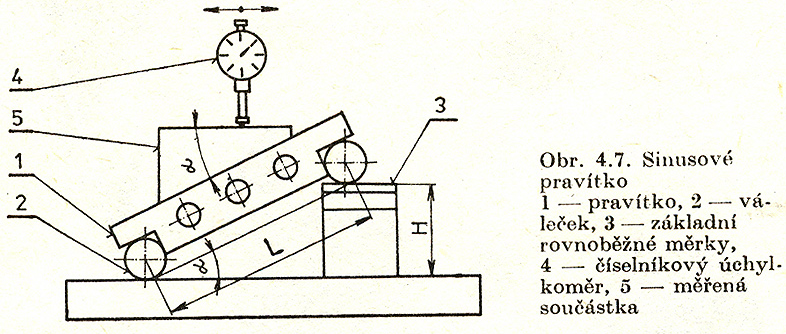 4
5
3
1
2
α
α
L
H
Obr. 4.7. Sinusové
pravítko
1 — pravítko, 2 — vá-
leček, 3 — základní
rovnoběžné měrky,
4 — číselníkový úchyl-
koměr, 5 — měřená
součástka